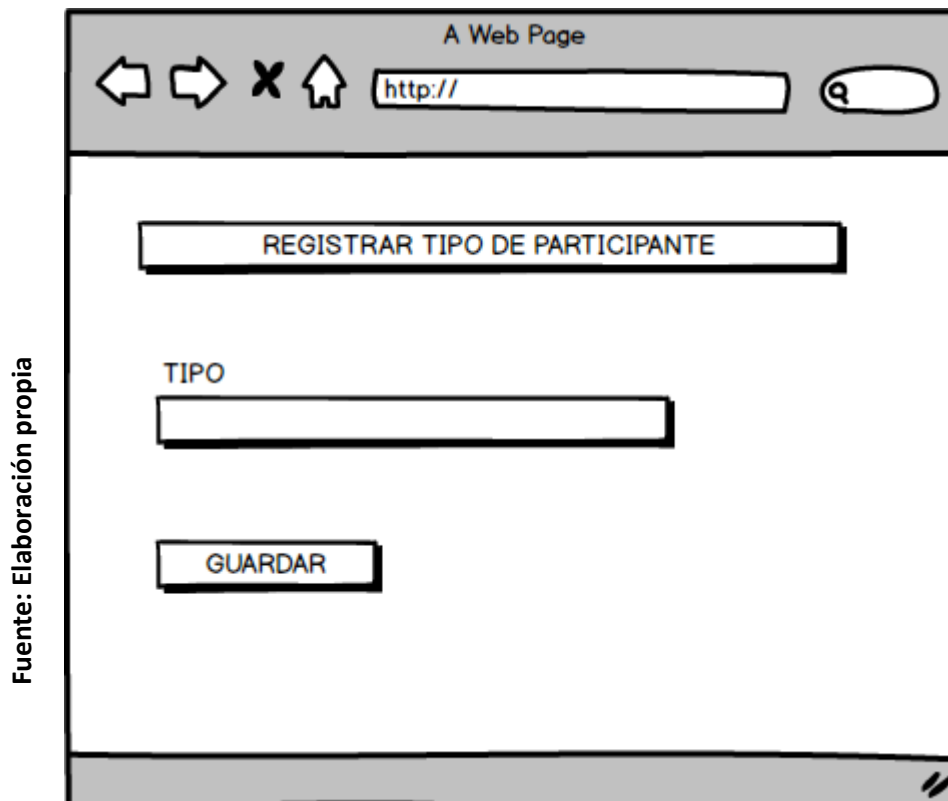 A Web Page
http://
REGISTRAR TIPO DE PARTICIPANTE
TIPO
GUARDAR
Fuente: Elaboración propia